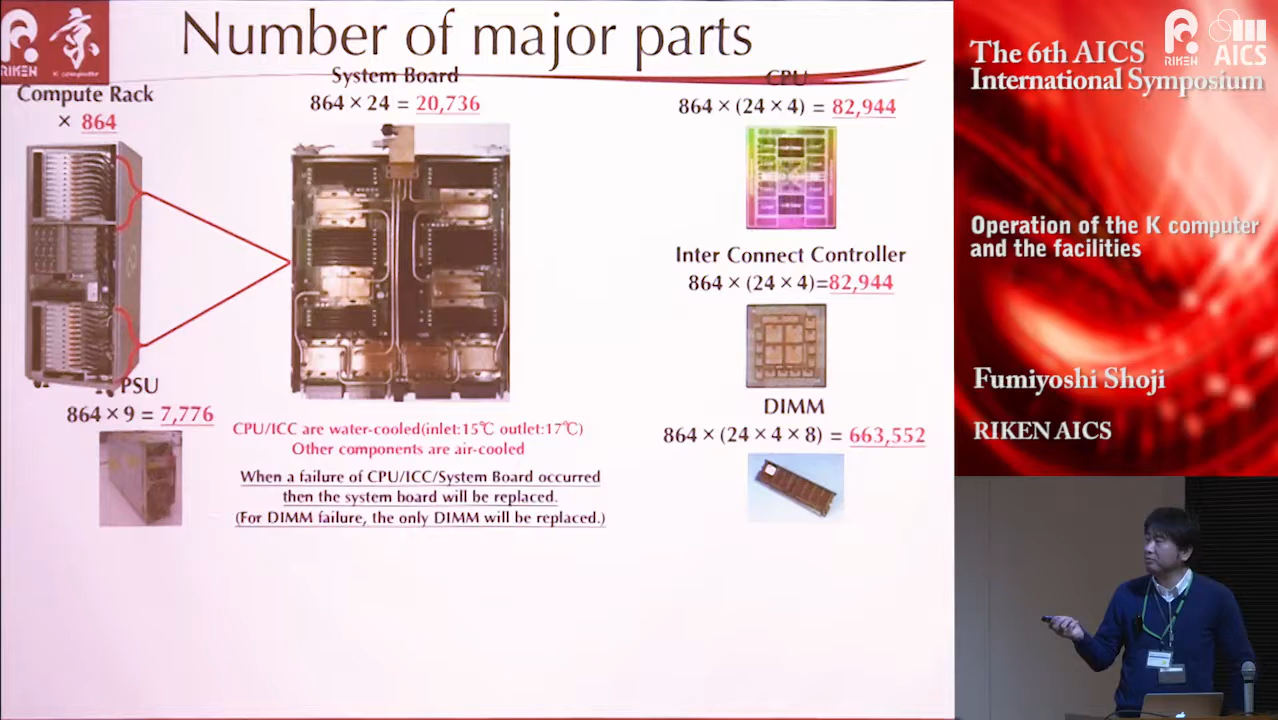 RIKEN
京
K computer
Number of major parts
Compute Rack
× 864
System Board
864 × 24 = 20,736
CPU
864 × (24 × 4) = 82,944
Inter Connect Controller
864 × (24 × 4)=82,944
DIMM
864 × (24 × 4 × 8) = 663,552
PSU
864 × 9 = 7,776
CPU/ICC are water-cooled(inlet:15℃ outlet:17℃)
Other components are air-cooled
When a failure of CPU/ICC/System Board occurred
then the system board will be replaced.
(For DIMM failure, the only DIMM will be replaced.)
RIKEN
AICS
The 6th AICS
International Symposium
Operation of the K computer
and the facilities
Fumiyoshi Shoji
RIKEN AICS